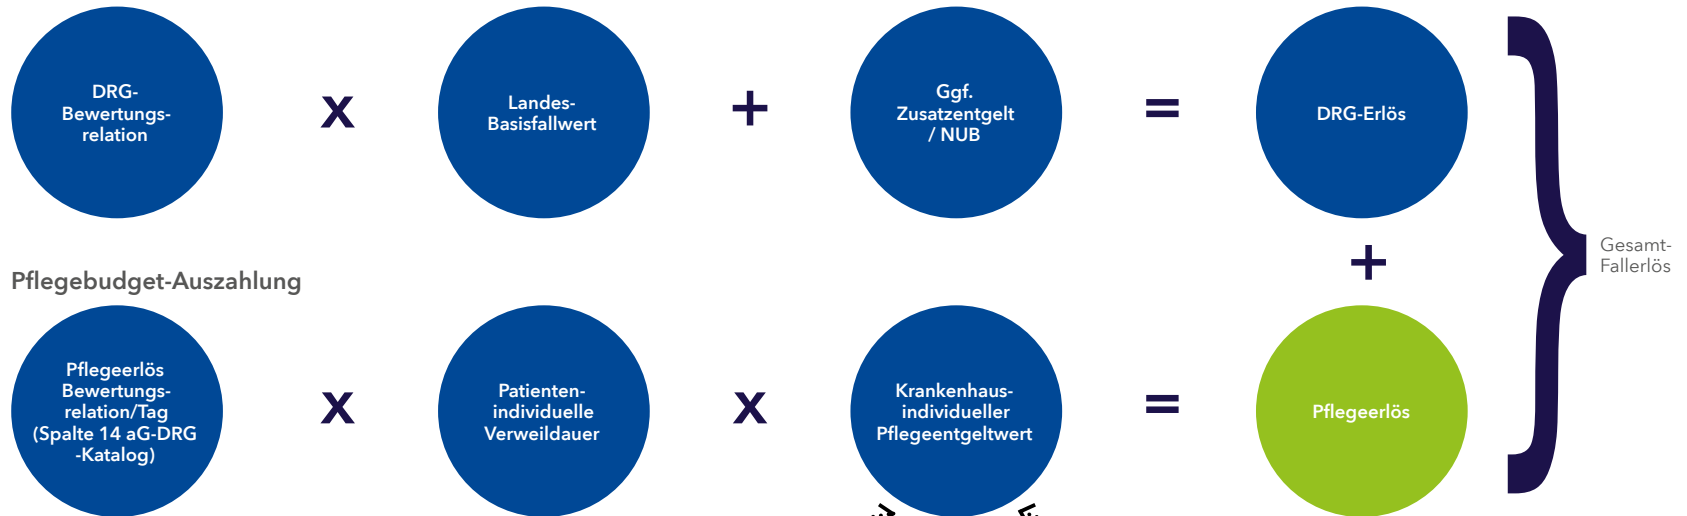 DRG-
Bewertungs-
relation
x
Landes-
Basisfallwert
+
Ggf.
Zusatzentgelt
/ NUB
=
DRG-Erlös
+
Gesamt-
Fallerlös
Pflegebudget-Auszahlung
Pflegeerlös
Bewertungs-
relation/Tag
(Spalte 14 aG-DRG
-Katalog)
x
Patienten-
individuelle
Verweildauer
x
Krankenhaus-
individueller
Pflegeentgeltwert
=
Pflegeerlös